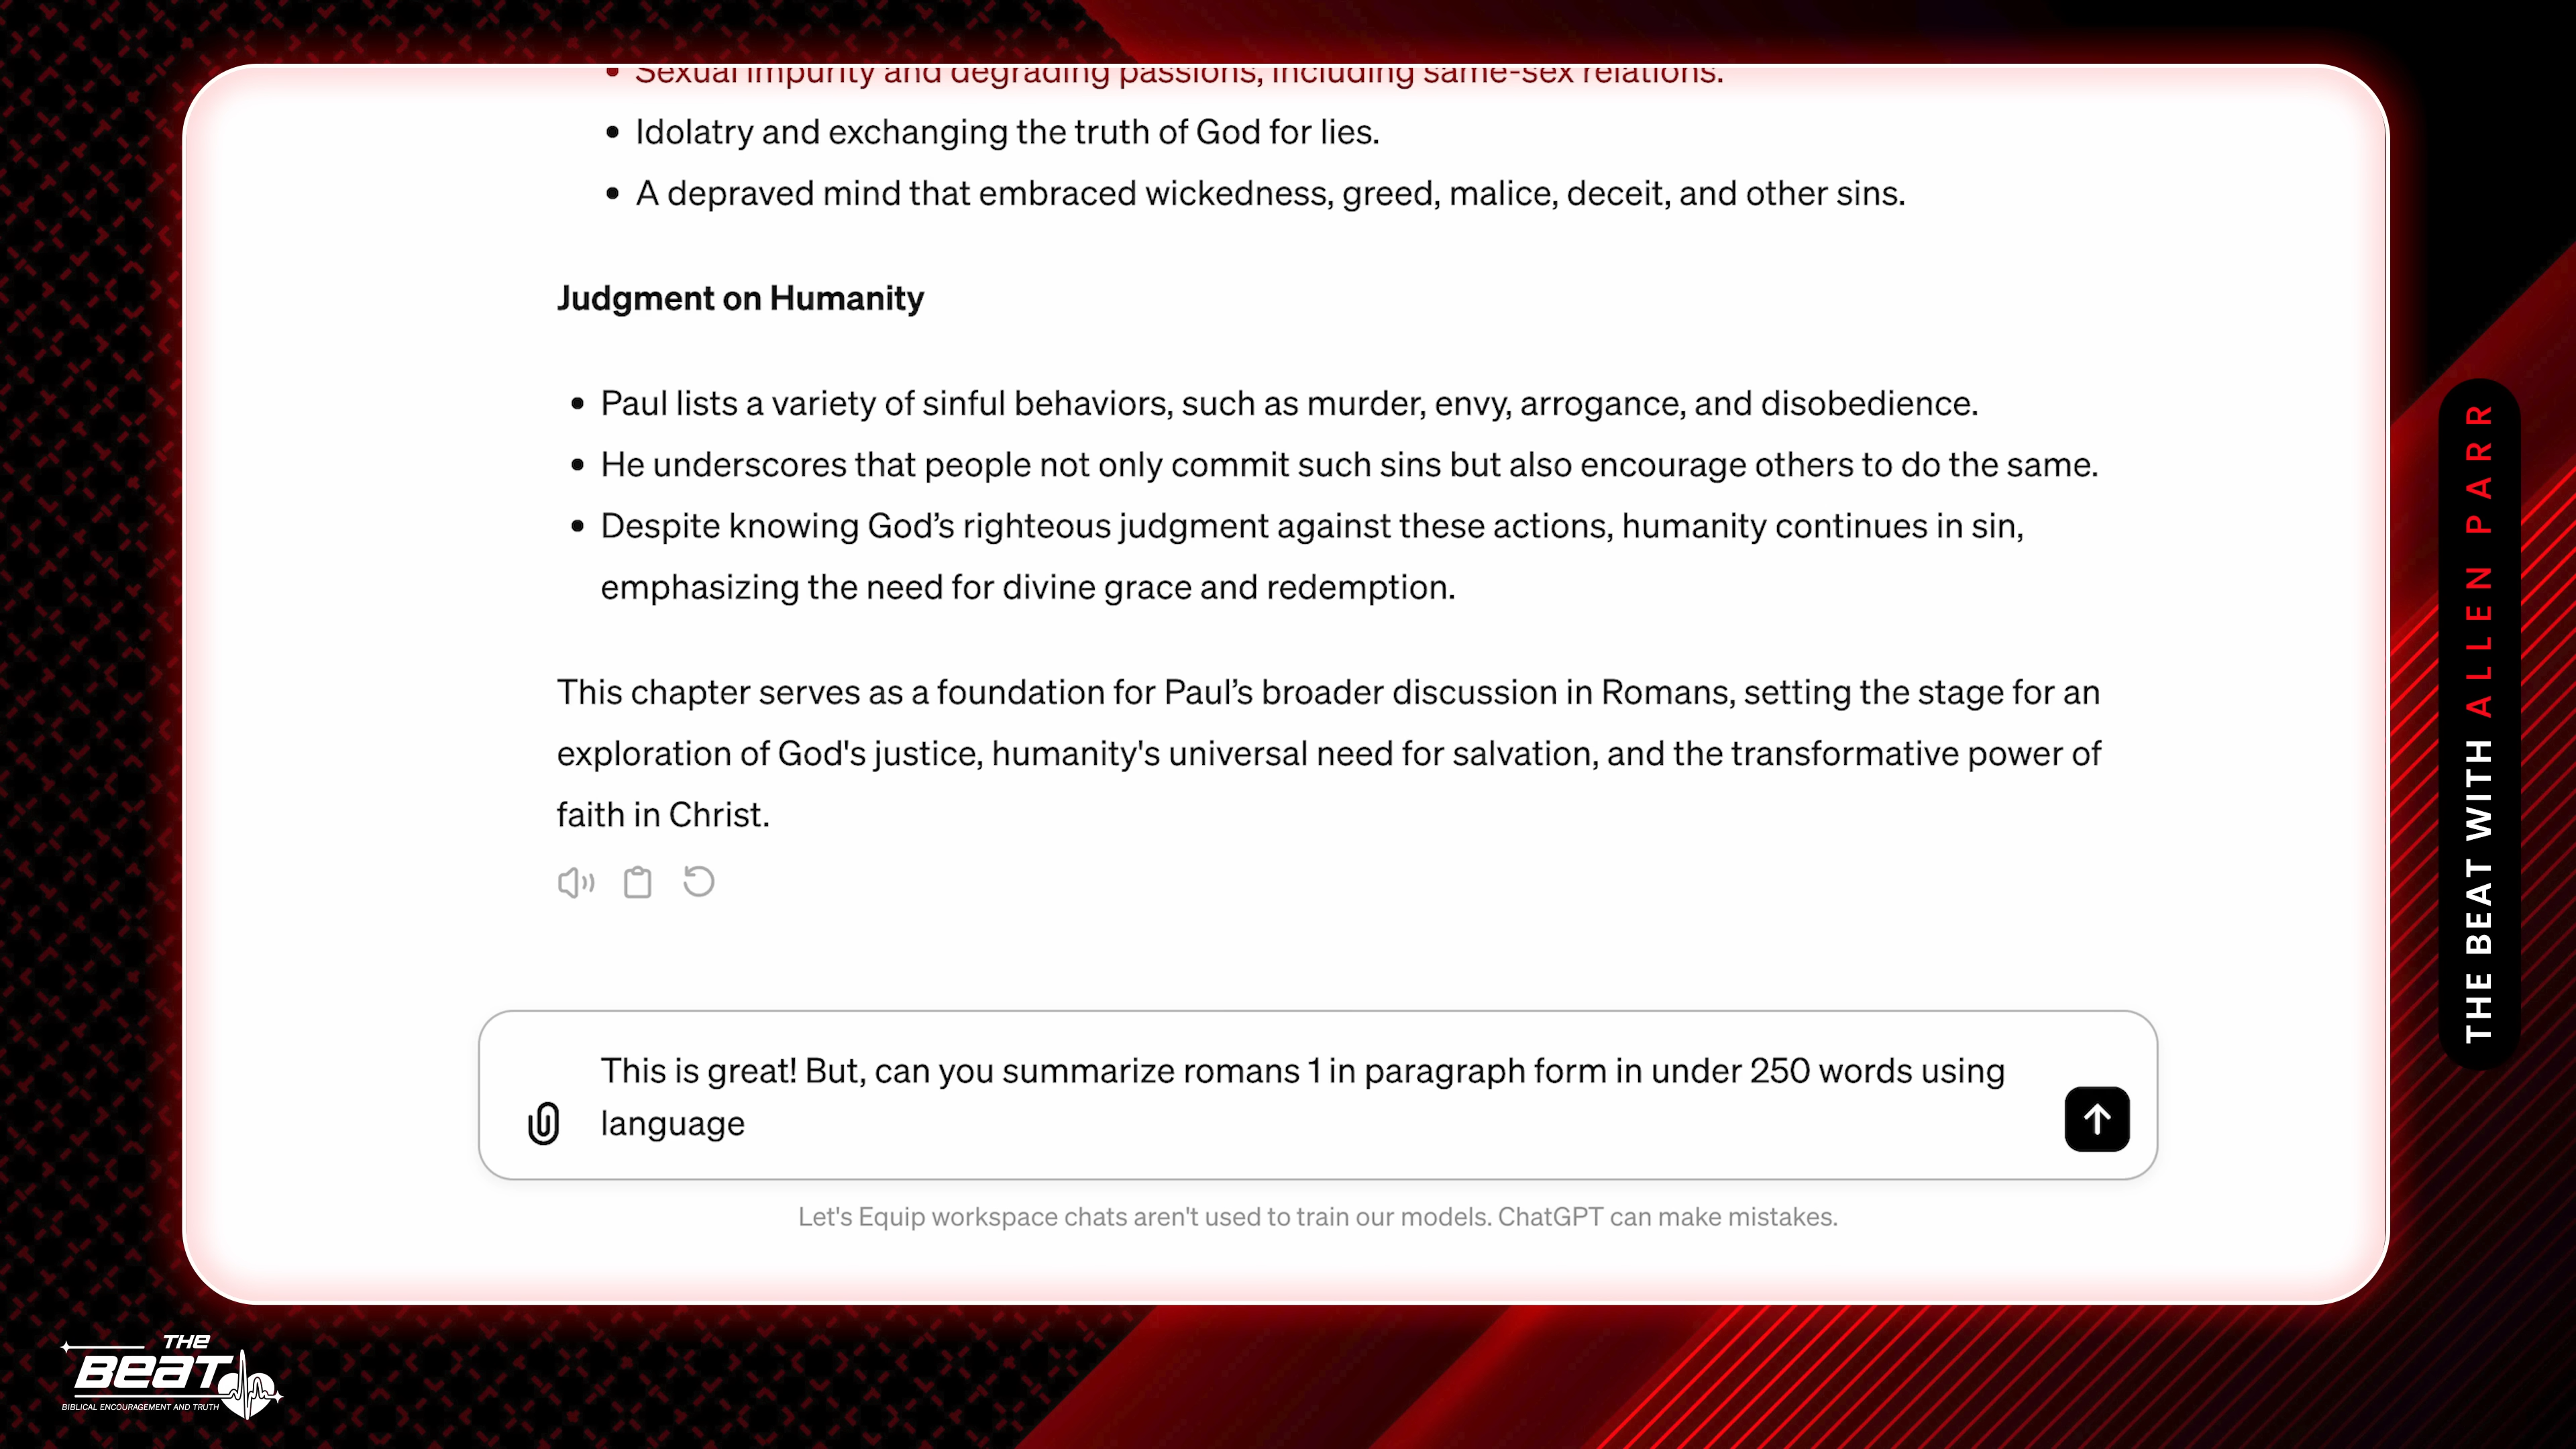 Sexual impurity and degrading passions, including same-sex relations.
Idolatry and exchanging the truth of God for lies.
A depraved mind that embraced wickedness, greed, malice, deceit, and other sins.
Judgment on Humanity
Paul lists a variety of sinful behaviors, such as murder, envy, arrogance, and disobedience.
He underscores that people not only commit such sins but also encourage others to do the same.
Despite knowing God’s righteous judgment against these actions, humanity continues in sin,
emphasizing the need for divine grace and redemption.
This chapter serves as a foundation for Paul’s broader discussion in Romans, setting the stage for an
exploration of God's justice, humanity's universal need for salvation, and the transformative power of
faith in Christ.
This is great! But, can you summarize romans 1 in paragraph form in under 250 words using
language
Let's Equip workspace chats aren't used to train our models. ChatGPT can make mistakes.
THE BEAT WITH ALLEN PARR
THE
BEAT
BIBLICAL ENCOURAGEMENT AND TRUTH